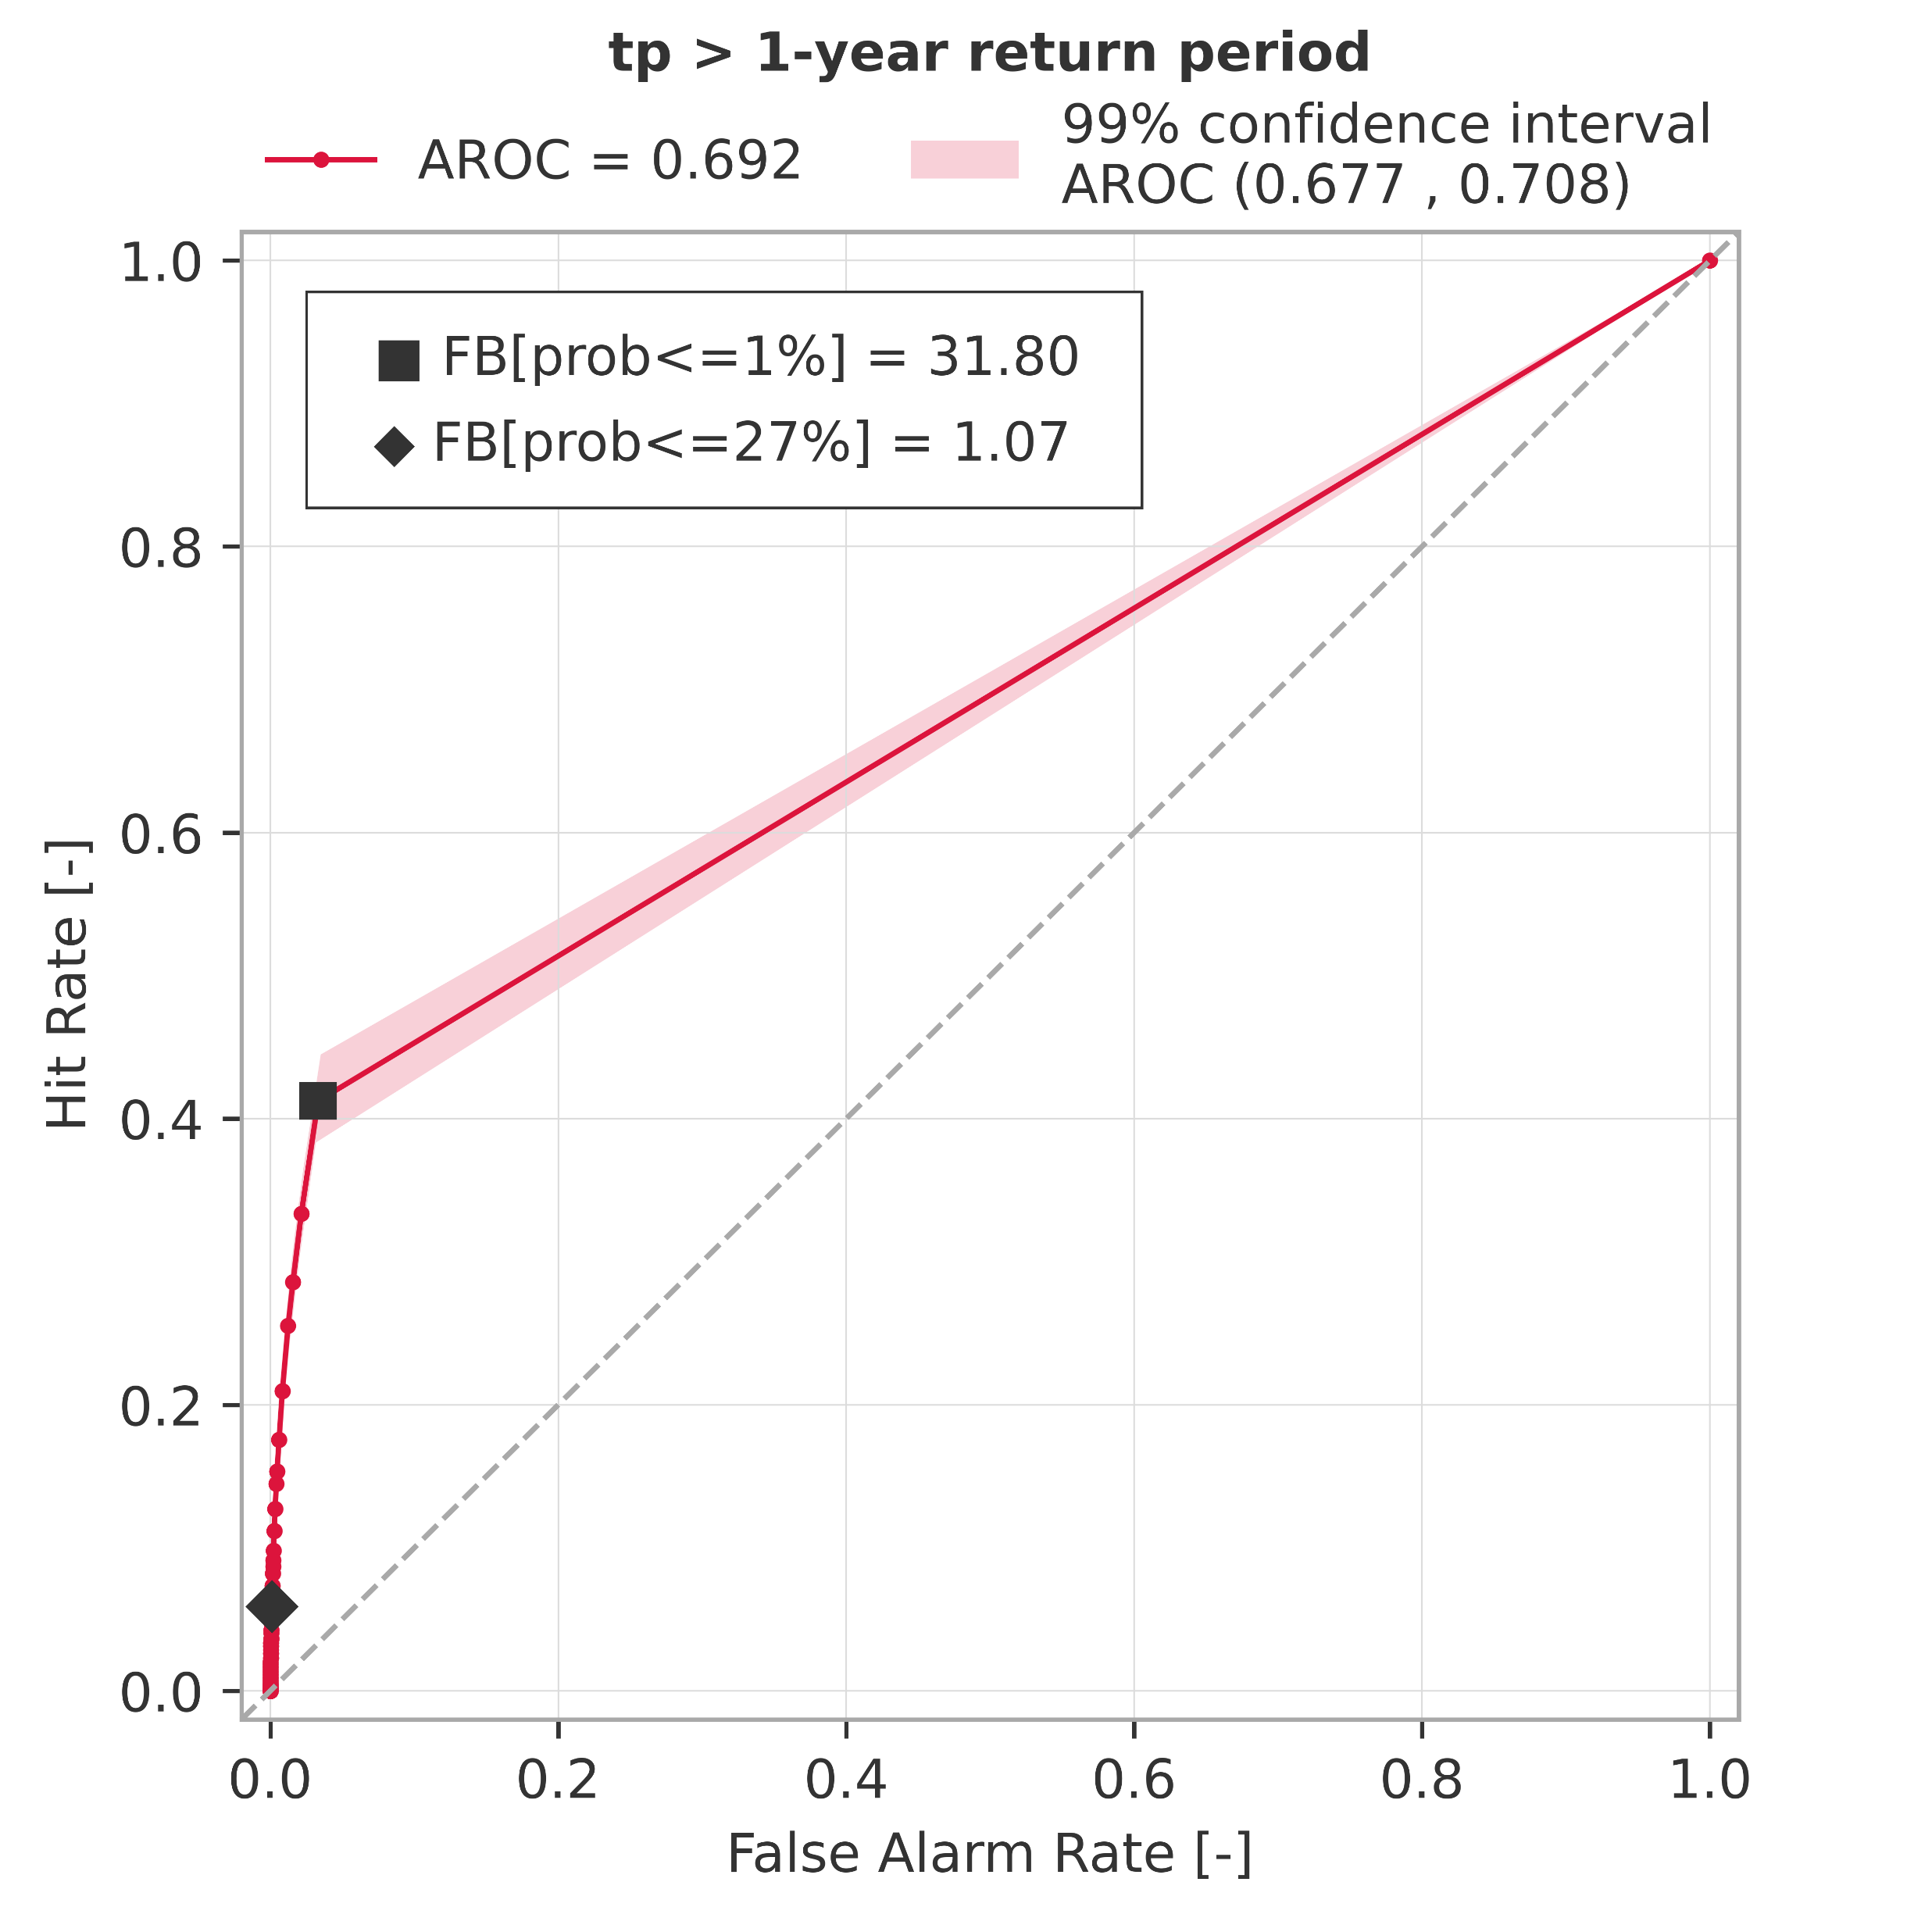 tp > 1-year return period
AROC = 0.692
99% confidence interval
AROC (0.677 , 0.708)
FB[prob<=1%] = 31.80
FB[prob<=27%] = 1.07
Hit Rate [-]
1.0
0.8
0.6
0.4
0.2
0.0
0.0 0.2 0.4 0.6 0.8 1.0
False Alarm Rate [-]